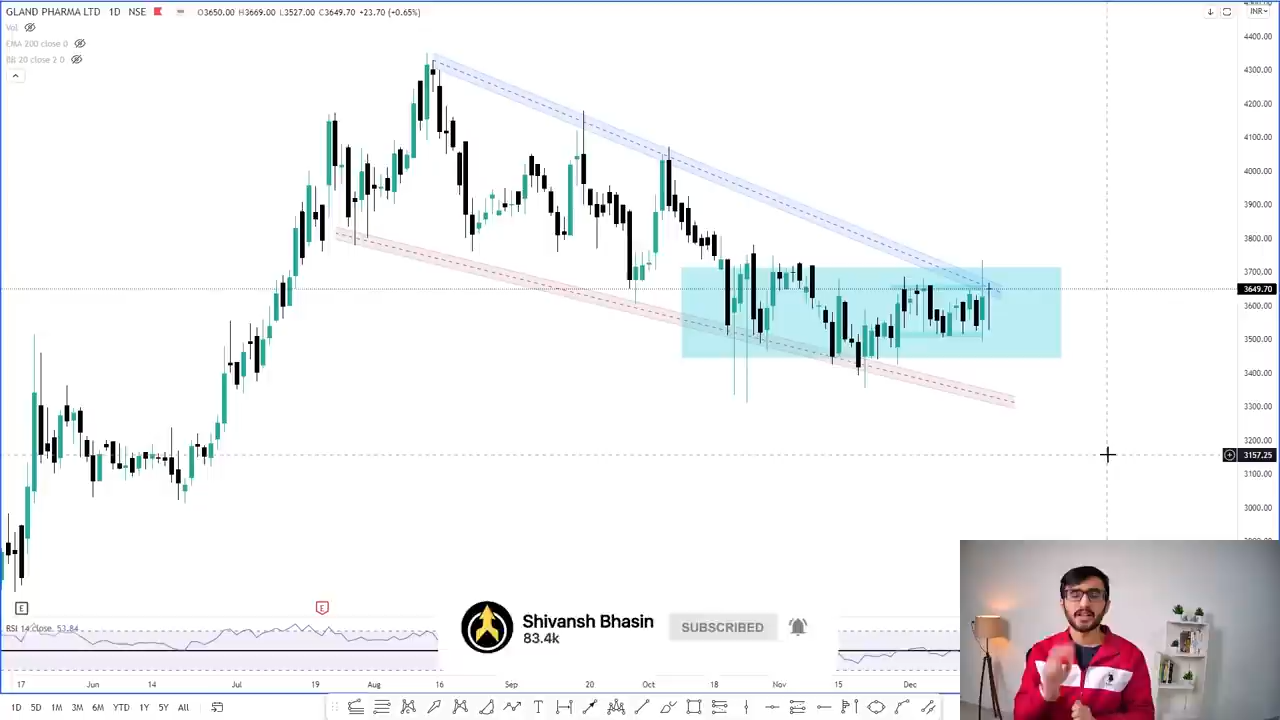 GLAND PHARMA LTD 1D NSE O3650.00 H3669.00 L3527.00 C3649.70 +23.70 (+0.65%)
INR
Vol
EMA 200 close 0
BB 20 close 2 0
4400.00
4300.00
4200.00
4100.00
4000.00
3900.00
3800.00
3700.00
3649.70
3600.00
3500.00
3400.00
3300.00
3200.00
3157.25
3100.00
3000.00
E E
RSI 14 close 53.84
Shivansh Bhasin
83.4k
SUBSCRIBED
17 Jun 14 Jul 19 Aug 16 Sep 20 Oct 18 Nov 15 Dec
1D 5D 1M 3M 6M YTD 1Y 5Y All